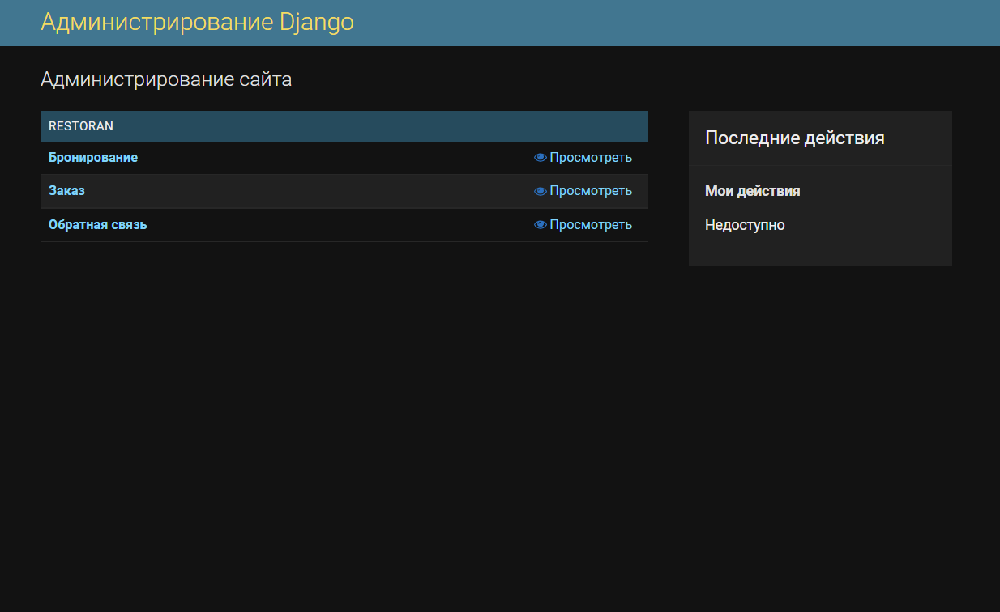 Администрирование Django
Администрирование сайта
RESTORAN
Бронирование Просмотреть
Заказ Просмотреть
Обратная связь Просмотреть
Последние действия
Мои действия
Недоступно